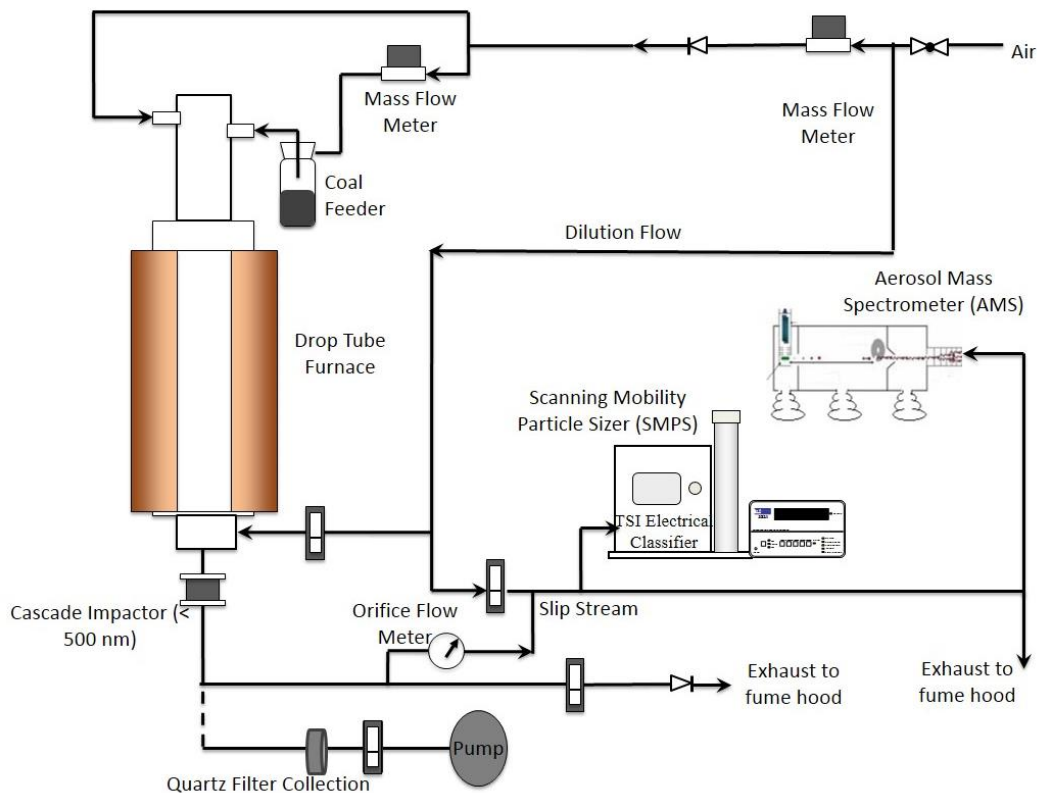 Air
Mass Flow
Meter
Mass Flow
Meter
Coal
Feeder
Dilution Flow
Aerosol Mass
Spectrometer (AMS)
Drop Tube
Furnace
Scanning Mobility
Particle Sizer (SMPS)
TSI Electrical
Classifier
Slip Stream
Cascade Impactor (<
500 nm)
Orifice Flow
Meter
Exhaust to
fume hood
Exhaust to
fume hood
Pump
Quartz Filter Collection